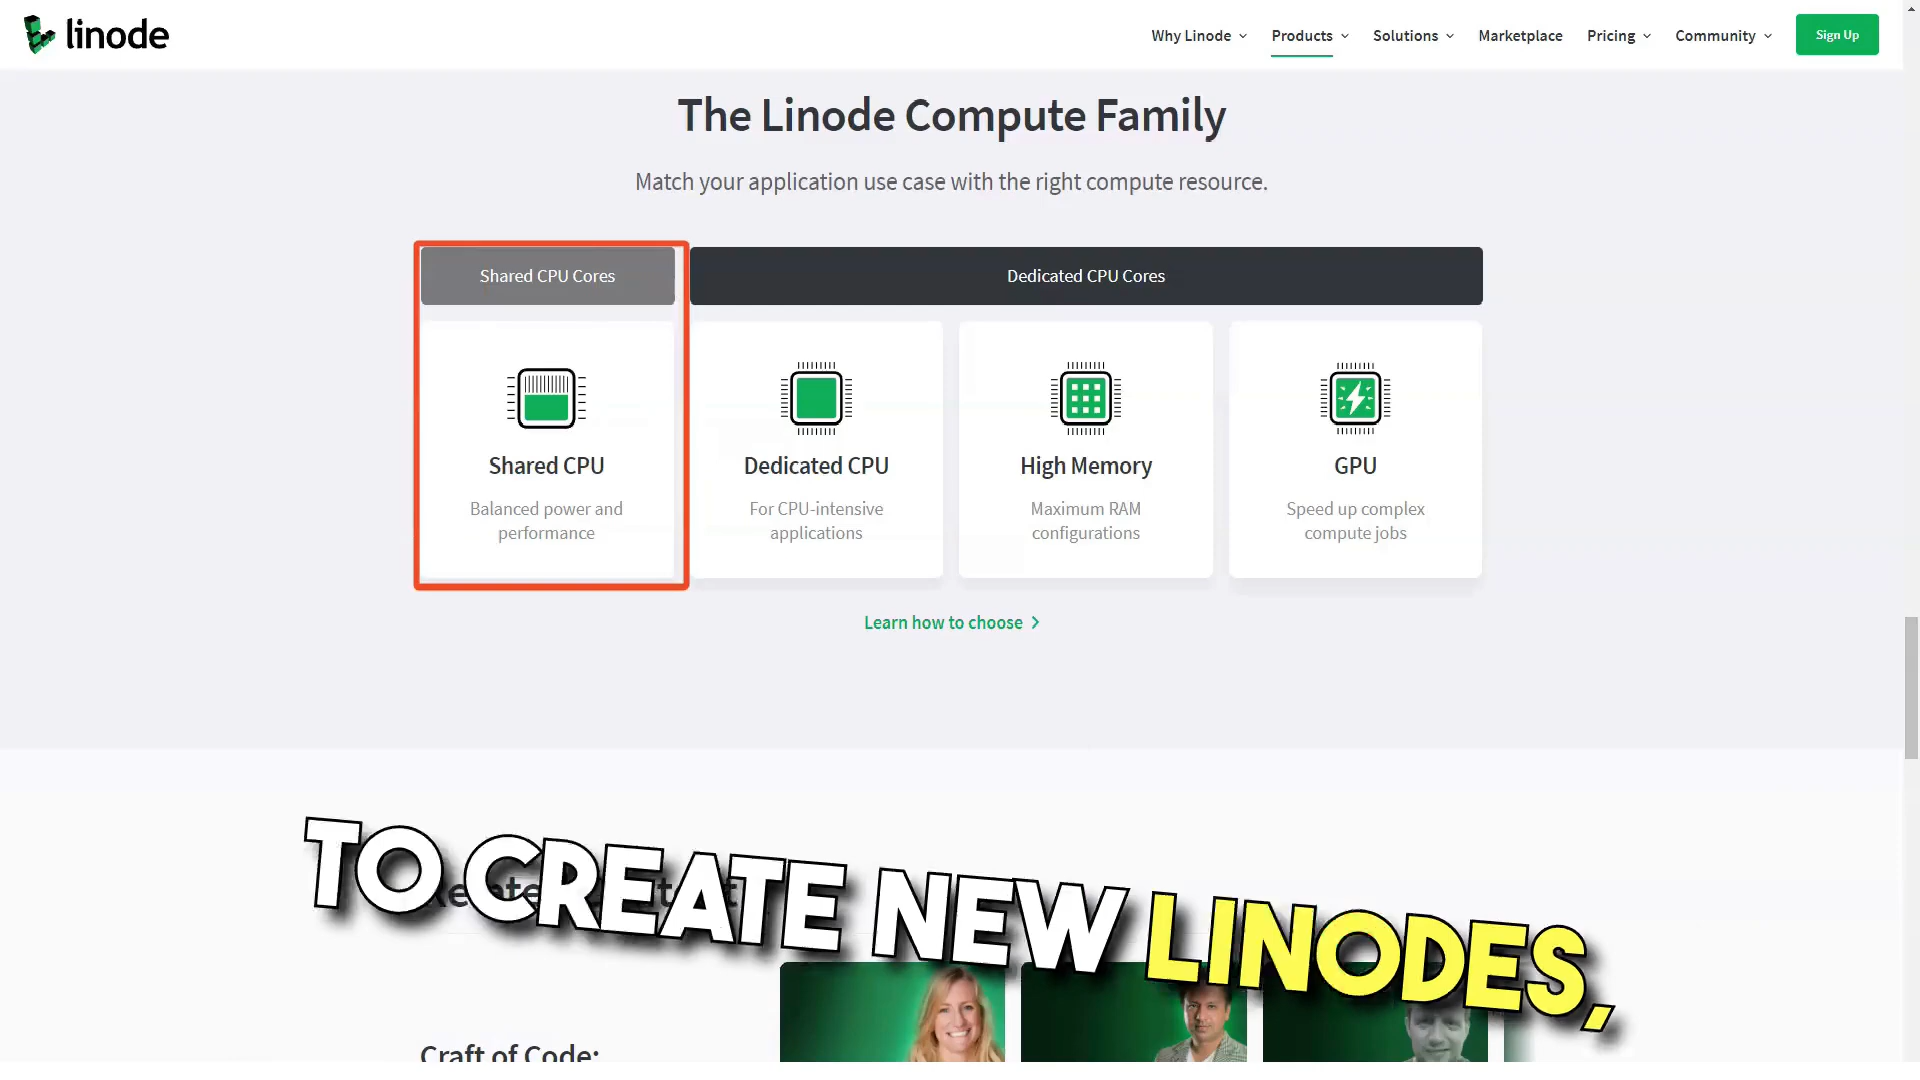 linode
Why Linode
Products
Solutions
Marketplace
Pricing
Community
Sign Up
The Linode Compute Family
Match your application use case with the right compute resource.
Shared CPU Cores
Dedicated CPU Cores
Shared CPU
Balanced power and
performance
Dedicated CPU
For CPU-intensive
applications
High Memory
Maximum RAM
configurations
GPU
Speed up complex
compute jobs
Learn how to choose
TO CREATE NEW LINODES,
Craft of Code: